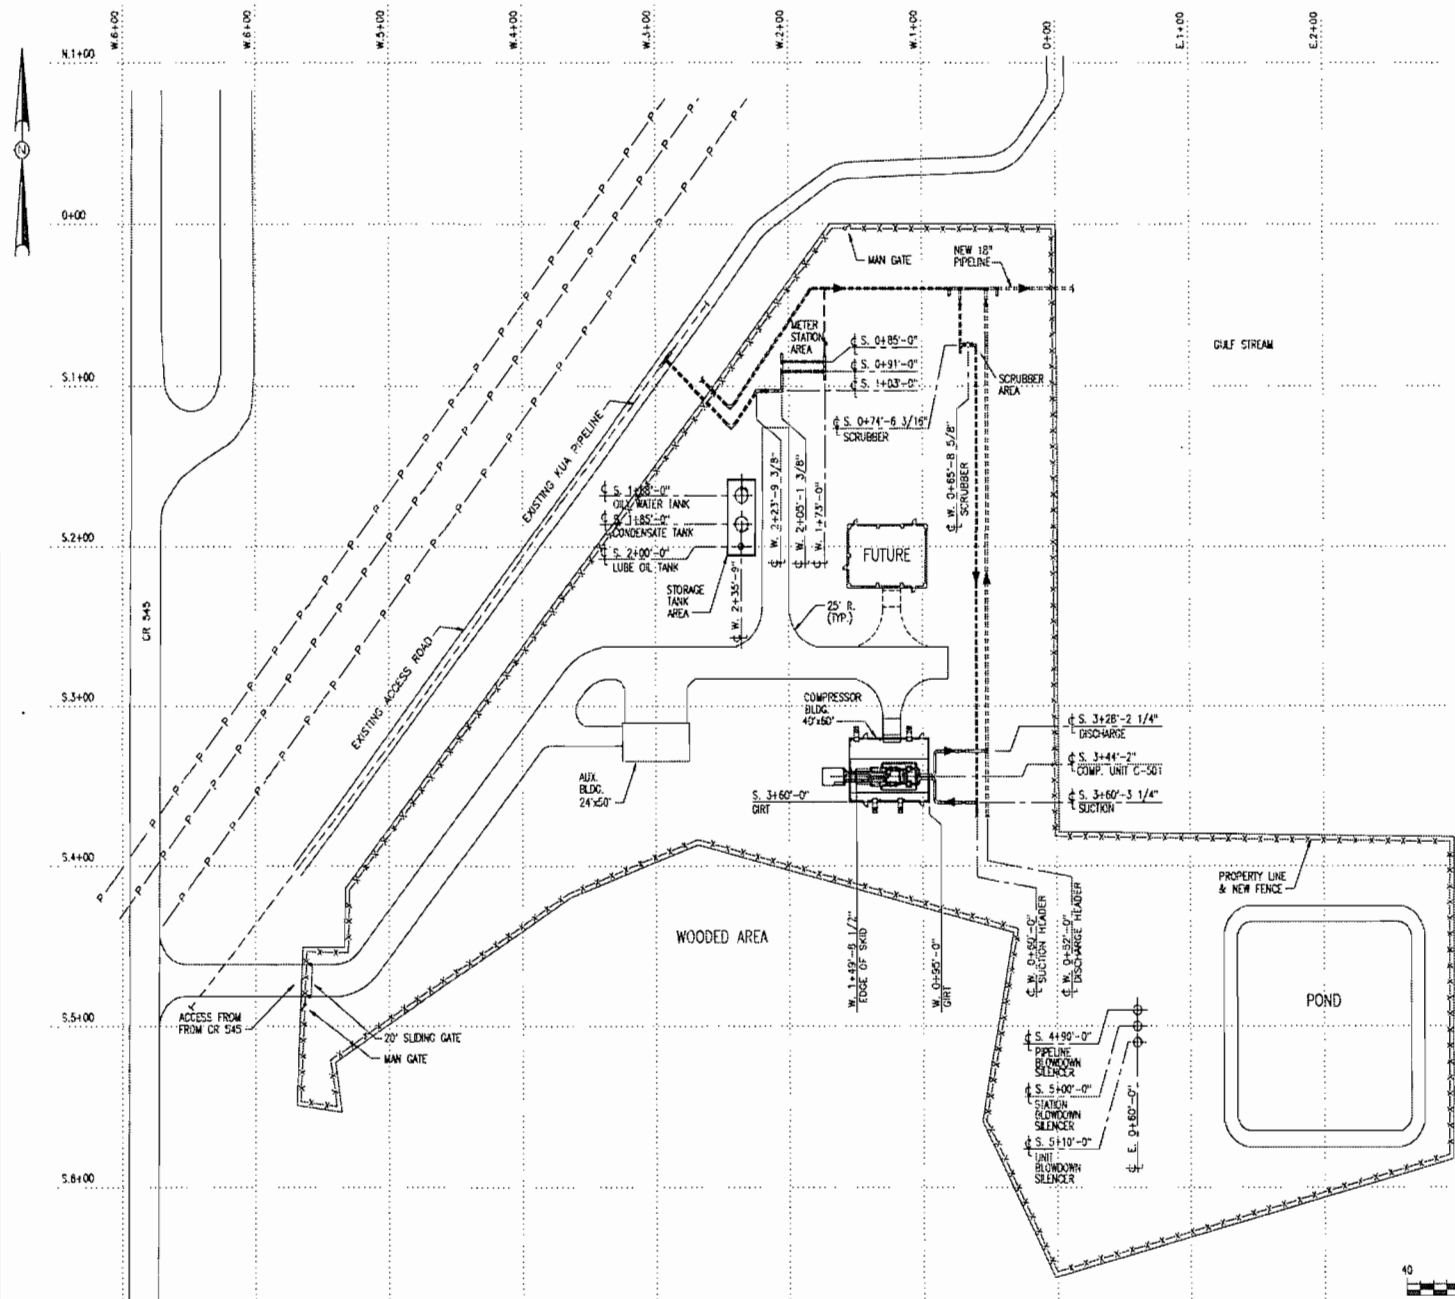 W.6+00
W.6+00
W.5+00
W.4+00
W.3+00
W.2+00
W.1+00
0+00
E.1+00
E.2+00
N.1+00
N
0+00
S.1+00
S.2+00
S.3+00
S.4+00
S.5+00
S.6+00
CR 545
MAN GATE
NEW 18"
PIPELINE
GULF STREAM
METER
STATION
AREA
S. 0+85'-0"
S. 0+91'-0"
S. 1+03'-0"
SCRUBBER
AREA
S. 0+74'-6 3/16"
SCRUBBER
W. 0+65'-8 5/8"
SCRUBBER
EXISTING KUA PIPELINE
EXISTING ACCESS ROAD
OILY WATER TANK
S. 1+85'-0"
CONDENSATE TANK
S. 2+00'-0"
LUBE OIL TANK
STORAGE
TANK
AREA
W. 2+35'-9"
W. 2+23'-9 3/8"
W. 2+05'-1 3/8"
W. 1+73'-0"
FUTURE
25' R.
(TYP.)
COMPRESSOR
BLDG.
40'x60'
S. 3+28'-2 1/4"
DISCHARGE
S. 3+44'-2"
COMP. UNIT C-501
S. 3+60'-3 1/4"
SUCTION
AUX.
BLDG.
24'x50'
S. 3+60'-0"
GIRT
PROPERTY LINE
& NEW FENCE
WOODED AREA
W. 1+49'-8 1/2"
EDGE OF SKID
W. 0+95'-0"
GIRT
SUCTION HEADER
W. 0+52'-0"
DISCHARGE HEADER
POND
ACCESS FROM
FROM CR 545
20' SLIDING GATE
MAN GATE
S. 4+90'-0"
PIPELINE
BLOWDOWN
SILENCER
S. 5+00'-0"
STATION
BLOWDOWN
SILENCER
S. 5+10'-0"
UNIT
BLOWDOWN
SILENCER
E. 0+60'-0"
40